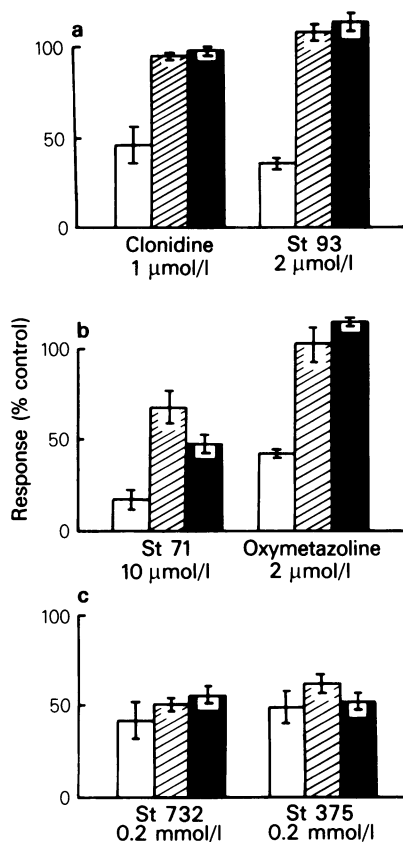 a
100
50
0
Clonidine St 93
1 μmol/l 2 μmol/l
b
100
50
0
St 71 Oxymetazoline
10 μmol/l 2 μmol/l
Response (% control)
c
100
50
0
St 732 St 375
0.2 mmol/l 0.2 mmol/l